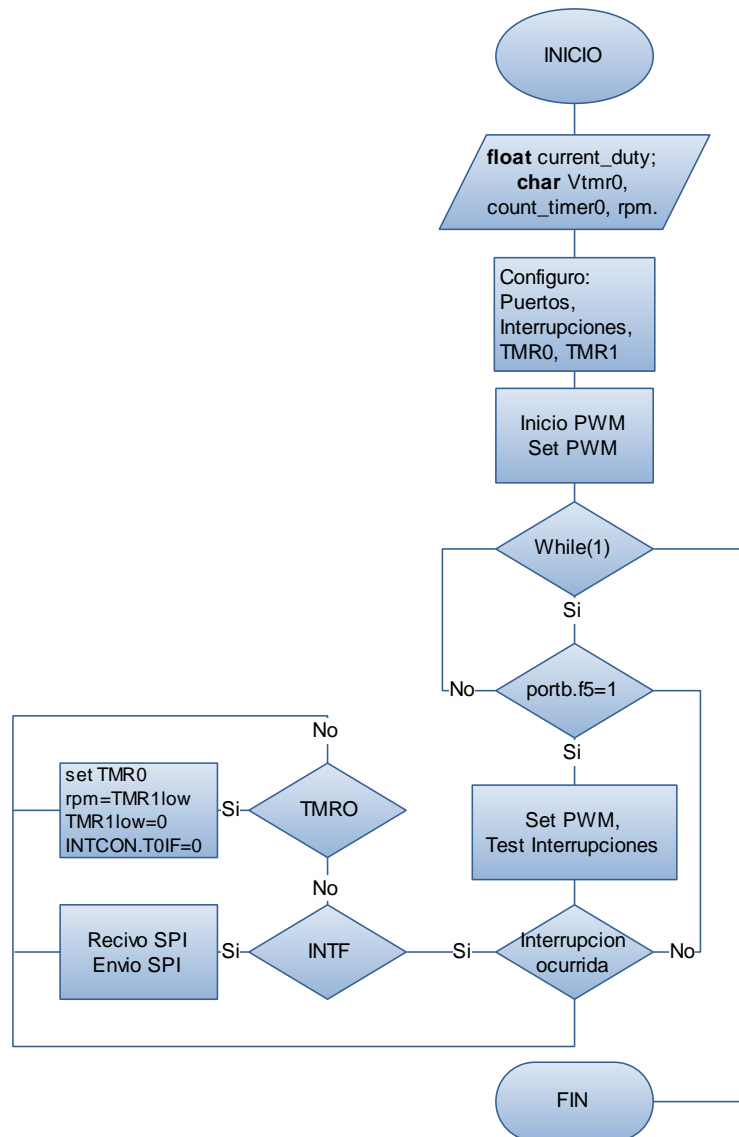 INICIO
float current_duty;
char Vtmr0,
count_timer0, rpm.
Configuro:
Puertos,
Interrupciones,
TMR0, TMR1
Inicio PWM
Set PWM
While(1)
Si
No
portb.f5=1
Si
No
set TMR0
rpm=TMR1low
TMR1low=0
INTCON.T0IF=0
Si
TMRO
Set PWM,
Test Interrupciones
No
Recivo SPI
Envio SPI
Si
INTF
Si
Interrupcion
ocurrida
No
FIN